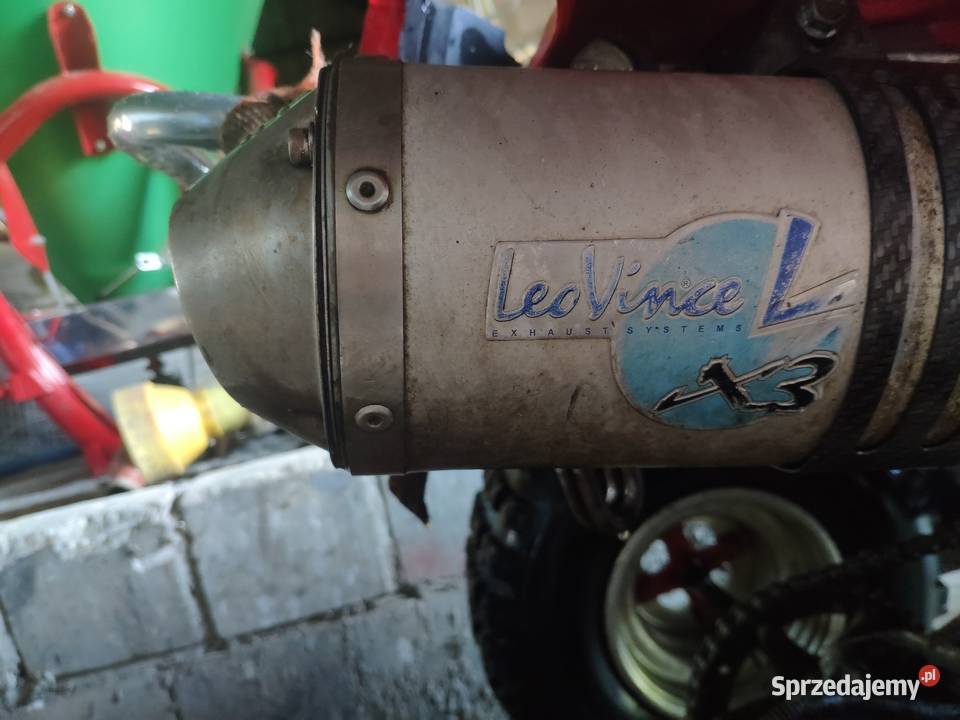 LeoVince® L
EXHAUST SYSTEMS
X3
Sprzedajemy.pl